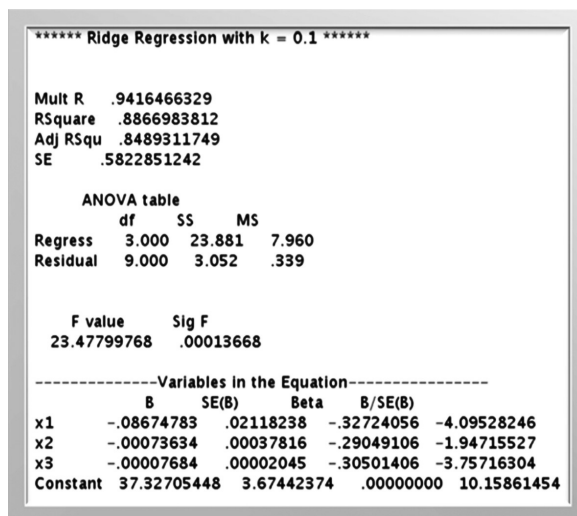 ****** Ridge Regression with k = 0.1 ******
Mult R .9416466329
RSquare .8866983812
Adj RSqu .8489311749
SE .5822851242
ANOVA table
df SS MS
Regress 3.000 23.881 7.960
Residual 9.000 3.052 .339
F value Sig F
23.47799768 .00013668
--------------Variables in the Equation----------------
B SE(B) Beta B/SE(B)
x1 -.08674783 .02118238 -.32724056 -4.09528246
x2 -.00073634 .00037816 -.29049106 -1.94715527
x3 -.00007684 .00002045 -.30501406 -3.75716304
Constant 37.32705448 3.67442374 .00000000 10.15861454